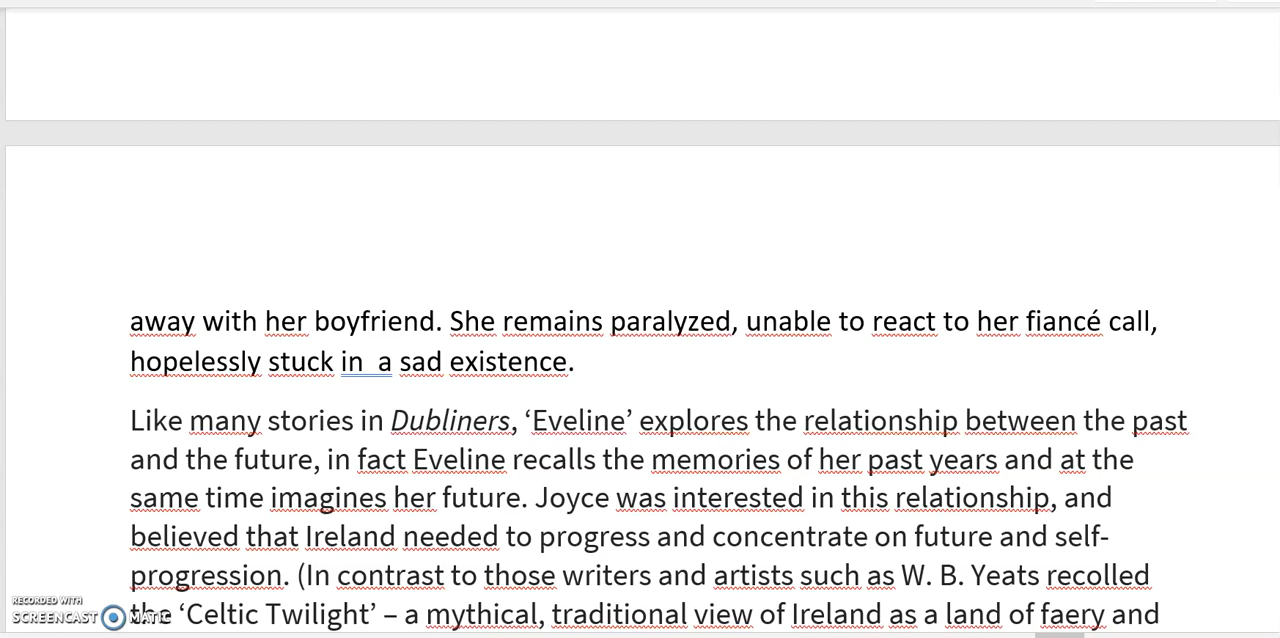 away with her boyfriend. She remains paralyzed, unable to react to her fiancé call,
hopelessly stuck in  a sad existence.
Like many stories in Dubliners, ‘Eveline’ explores the relationship between the past
and the future, in fact Eveline recalls the memories of her past years and at the
same time imagines her future. Joyce was interested in this relationship, and
believed that Ireland needed to progress and concentrate on future and self-
progression. (In contrast to those writers and artists such as W. B. Yeats recolled
the ‘Celtic Twilight’ – a mythical, traditional view of Ireland as a land of faery and
RECORDED WITH
SCREENCAST MATIC